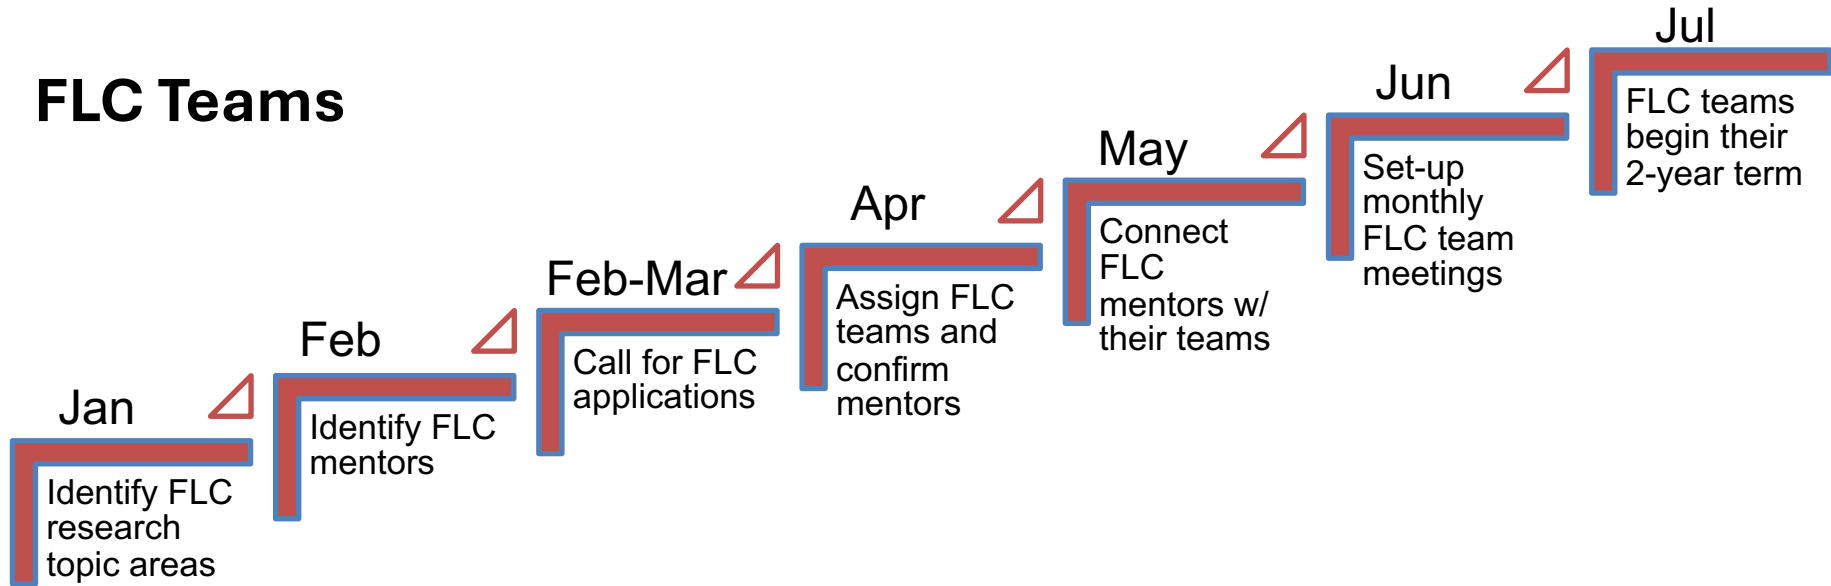 FLC Teams
Jan
Identify FLC
research
topic areas
Feb
Identify FLC
mentors
Feb-Mar
Call for FLC
applications
Apr
Assign FLC
teams and
confirm
mentors
May
Connect
FLC
mentors w/
their teams
Jun
Set-up
monthly
FLC team
meetings
Jul
FLC teams
begin their
2-year term